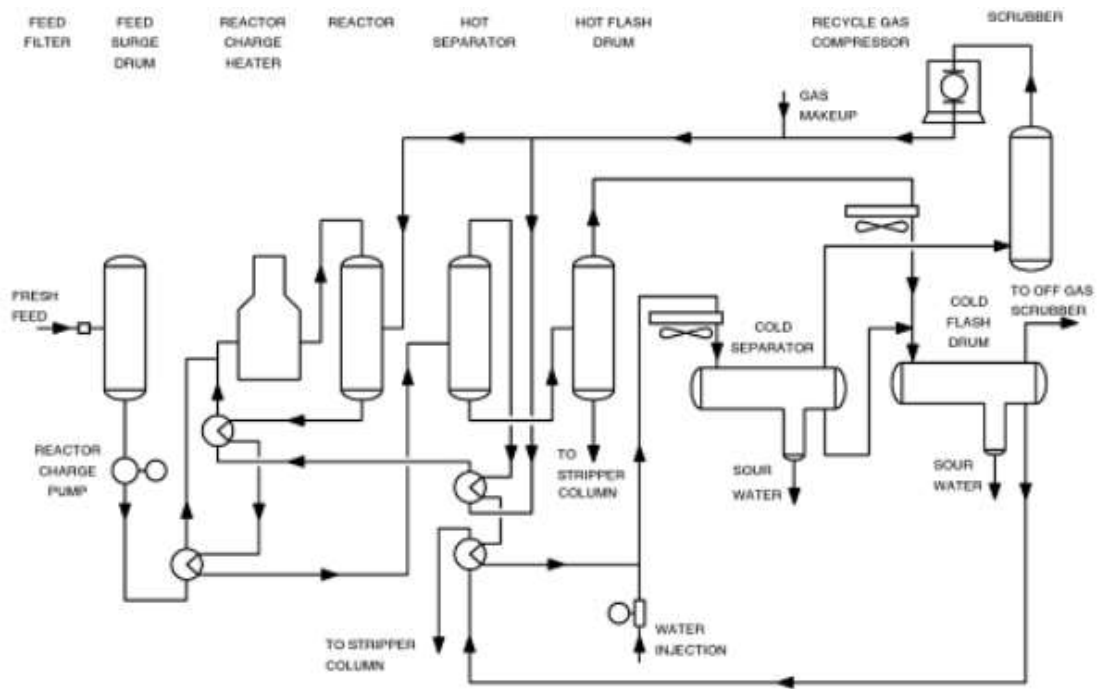 FEED
FILTER
FEED
SURGE
DRUM
REACTOR
CHARGE
HEATER
REACTOR
HOT
SEPARATOR
HOT FLASH
DRUM
RECYCLE GAS
COMPRESSOR
SCRUBBER
GAS
MAKEUP
FRESH
FEED
COLD
SEPARATOR
TO OFF GAS
SCRUBBER
COLD
FLASH
DRUM
REACTOR
CHARGE
PUMP
TO
STRIPPER
COLUMN
SOUR
WATER
SOUR
WATER
TO STRIPPER
COLUMN
WATER
INJECTION